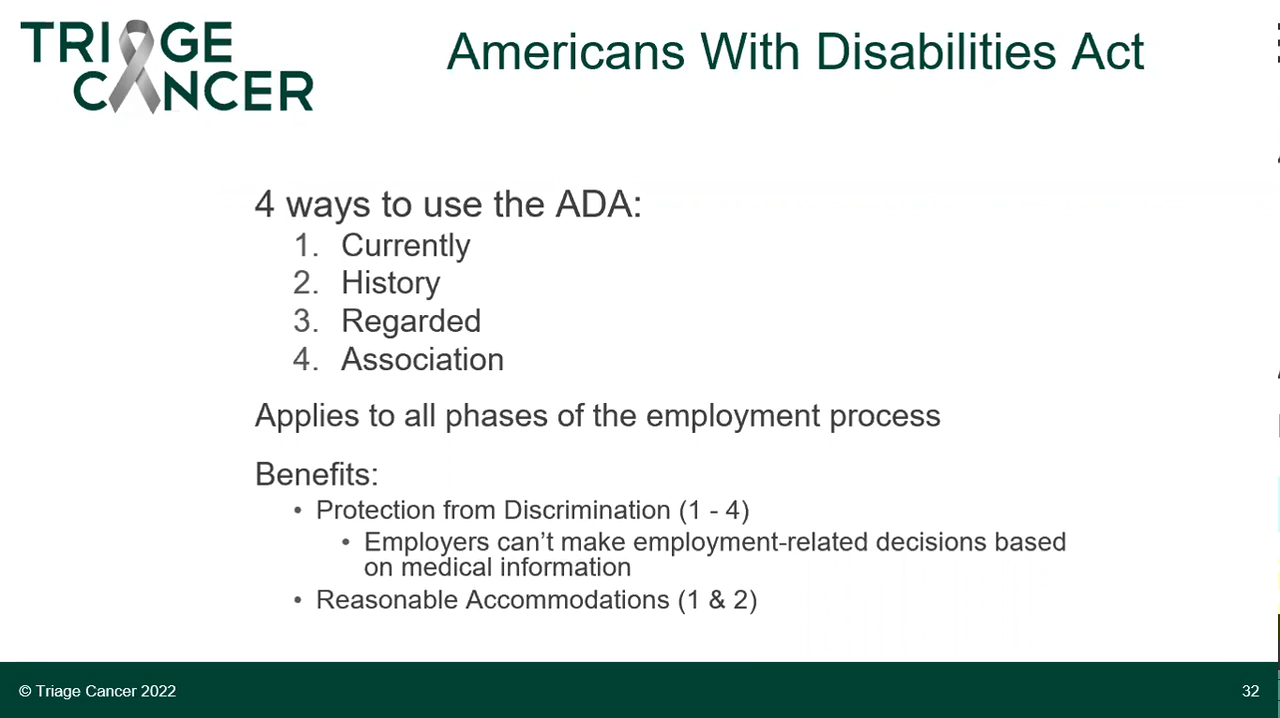 TRIAGE
CANCER
Americans With Disabilities Act
4 ways to use the ADA:
1. Currently
2. History
3. Regarded
4. Association
Applies to all phases of the employment process
Benefits:
• Protection from Discrimination (1 - 4)
• Employers can’t make employment-related decisions based
on medical information
• Reasonable Accommodations (1 & 2)
© Triage Cancer 2022
32